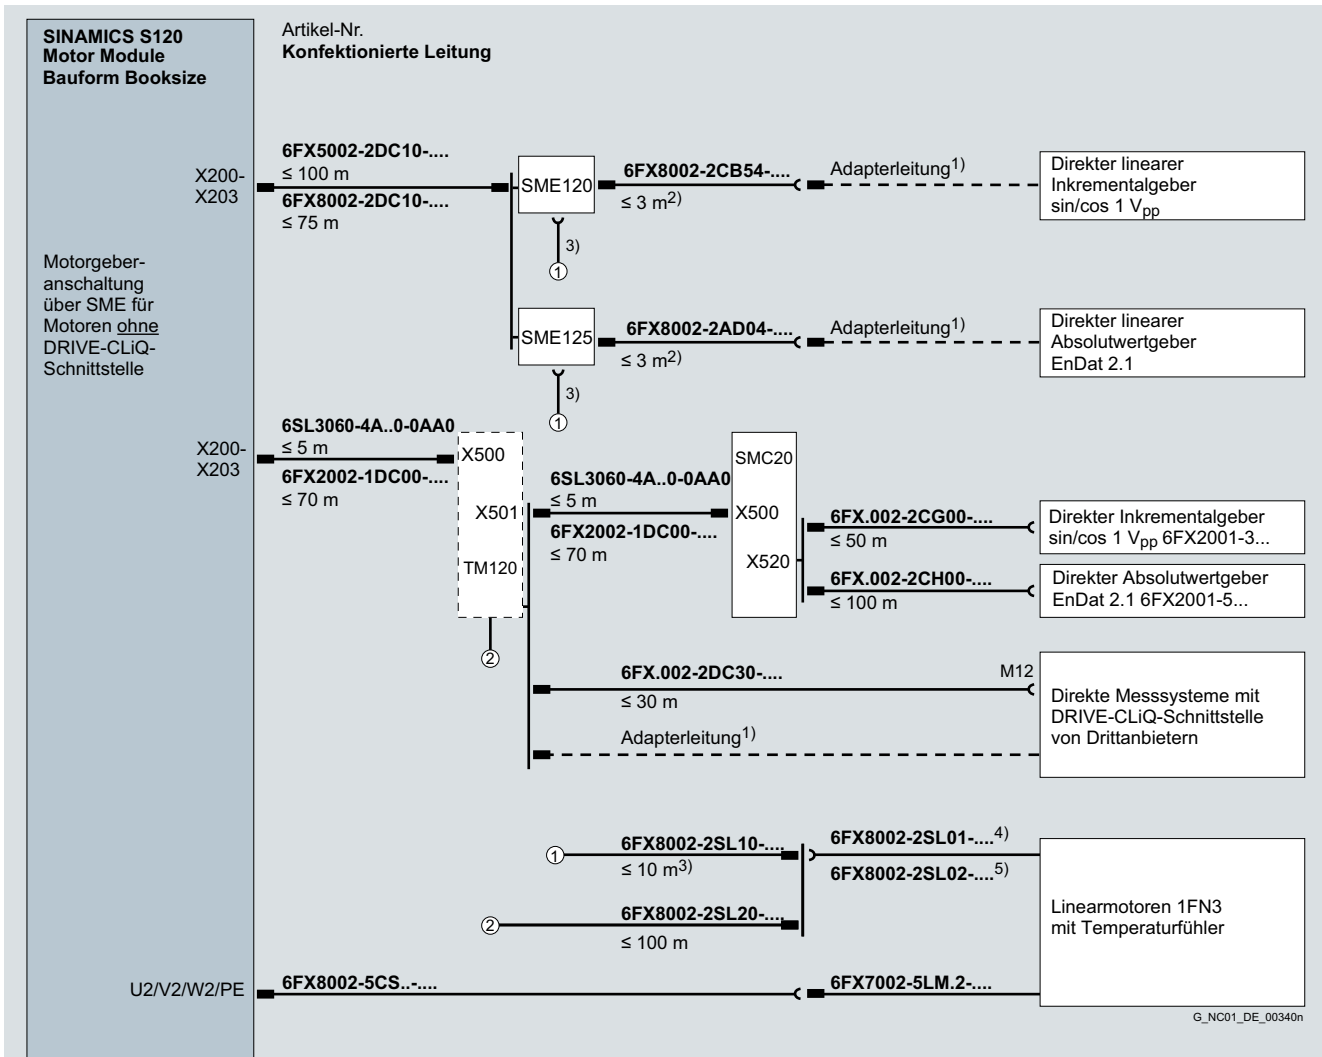 SINAMICS S120
Motor Module
Bauform Booksize
Artikel-Nr.
Konfektionierte Leitung
X200-
X203
6FX5002-2DC10-....
≤ 100 m
6FX8002-2DC10-....
≤ 75 m
SME120
6FX8002-2CB54-....
≤ 3 m2)
Adapterleitung1)
Direkter linearer
Inkrementalgeber
sin/cos 1 Vpp
3)
1
Motorgeber-
anschaltung
über SME für
Motoren ohne
DRIVE-CLiQ-
Schnittstelle
SME125
6FX8002-2AD04-....
≤ 3 m2)
Adapterleitung1)
Direkter linearer
Absolutwertgeber
EnDat 2.1
3)
1
X200-
X203
6SL3060-4A..0-0AA0
≤ 5 m
6FX2002-1DC00-....
≤ 70 m
X500
X501
TM120
2
6SL3060-4A..0-0AA0
≤ 5 m
6FX2002-1DC00-....
≤ 70 m
SMC20
X500
X520
6FX.002-2CG00-....
≤ 50 m
Direkter Inkrementalgeber
sin/cos 1 Vpp 6FX2001-3...
6FX.002-2CH00-....
≤ 100 m
Direkter Absolutwertgeber
EnDat 2.1 6FX2001-5...
6FX.002-2DC30-....
≤ 30 m
M12
Adapterleitung1)
Direkte Messsysteme mit
DRIVE-CLiQ-Schnittstelle
von Drittanbietern
1
6FX8002-2SL10-....
≤ 10 m3)
6FX8002-2SL01-....4)
6FX8002-2SL02-....5)
2
6FX8002-2SL20-....
≤ 100 m
Linearmotoren 1FN3
mit Temperaturfühler
U2/V2/W2/PE
6FX8002-5CS..-....
6FX7002-5LM.2-....
G_NC01_DE_00340n